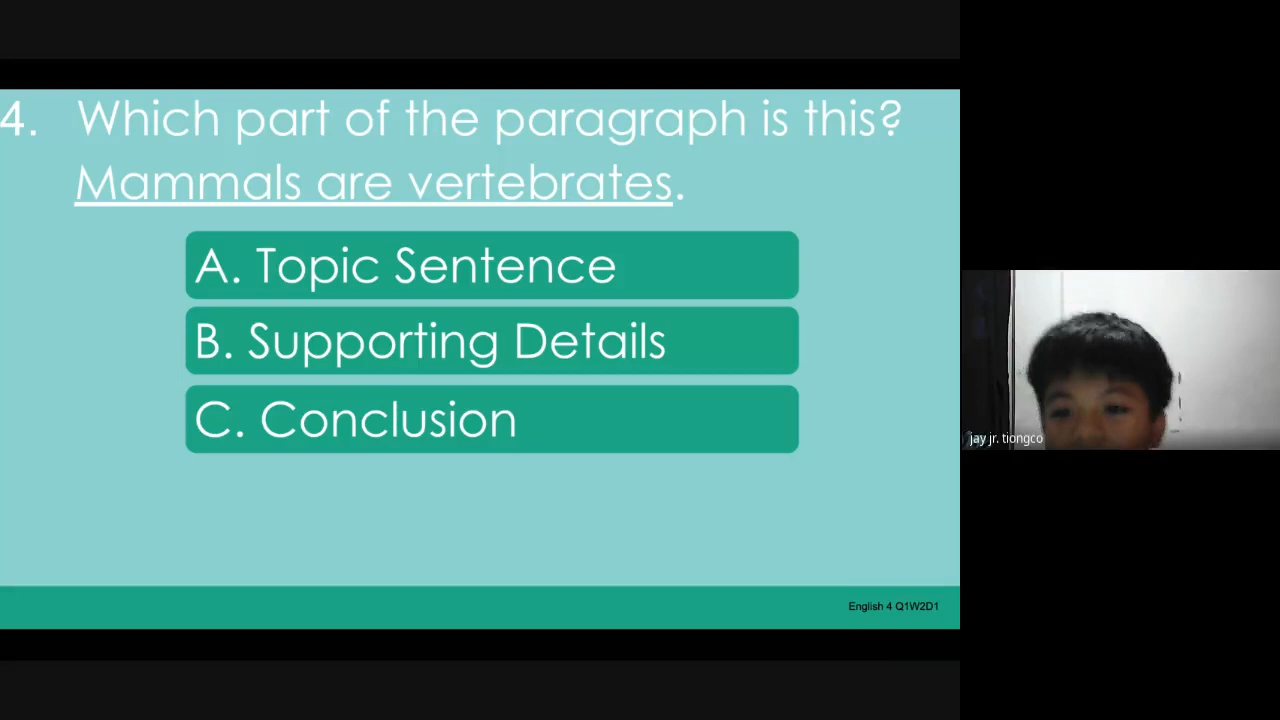 4. Which part of the paragraph is this?
Mammals are vertebrates.
A. Topic Sentence
B. Supporting Details
C. Conclusion
English 4 Q1W2D1
jay jr. tiongco